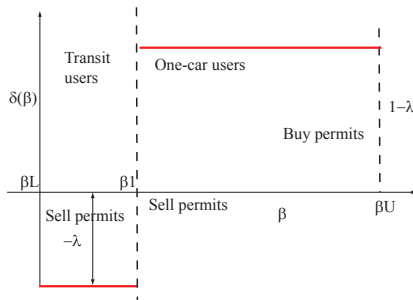 Transit
users
One-car users
δ(β)
1−λ
Buy permits
βL
β1
Sell permits
Sell permits
β
βU
−λ